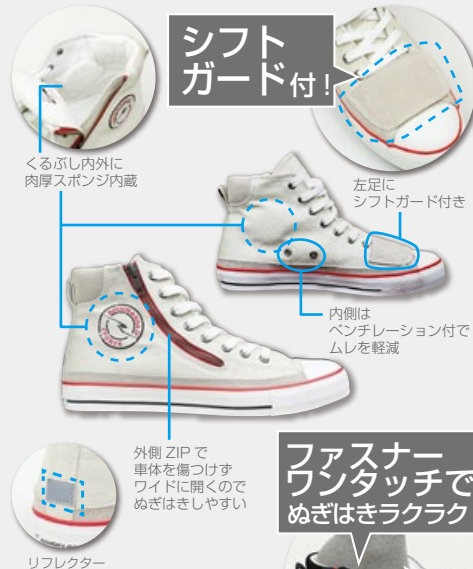 シフト
ガード付!
くるぶし内外に
肉厚スポンジ内蔵
左足に
シフトガード付き
内側は
ベンチレーション付で
ムレを軽減
外側 ZIP で
車体を傷つけず
ワイドに開くので
ぬぎはきしやすい
ファスナー
ワンタッチで
ぬぎはきラクラク
リフレクター